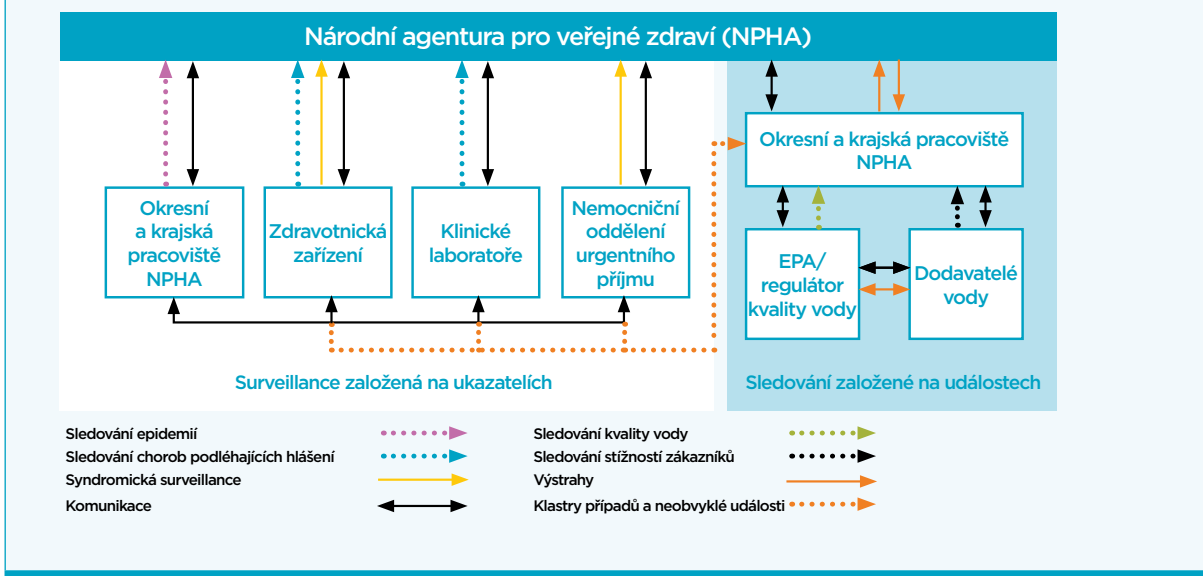 Národní agentura pro veřejné zdraví (NPHA)
Okresní
a krajská
pracoviště
NPHA
Zdravotnická
zařízení
Klinické
laboratoře
Nemocniční
oddělení
urgentního
příjmu
Okresní a krajská pracoviště
NPHA
EPA/
regulátor
kvality vody
Dodavatelé
vody
Surveillance založená na ukazatelích
Sledování založené na událostech
Sledování epidemií
Sledování chorob podléhajících hlášení
Syndromická surveillance
Komunikace
Sledování kvality vody
Sledování stížností zákazníků
Výstrahy
Klastry případů a neobvyklé události